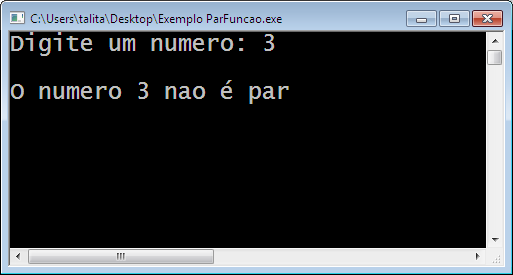 C:\Users\talita\Desktop\Exemplo ParFuncao.exe
Digite um numero: 3
O numero 3 nao é par